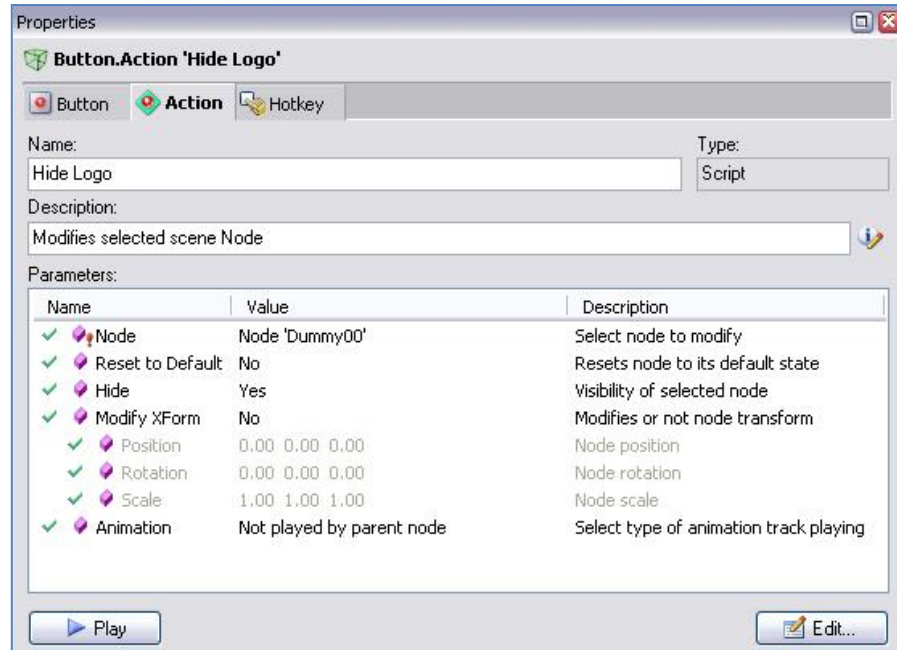 Properties
Button.Action 'Hide Logo'
Button Action Hotkey
Name: Type:
Hide Logo Script
Description:
Modifies selected scene Node
Parameters:
Name Value Description
Node Node 'Dummy00' Select node to modify
Reset to Default No Resets node to its default state
Hide Yes Visibility of selected node
Modify XForm No Modifies or not node transform
Position 0.00 0.00 0.00 Node position
Rotation 0.00 0.00 0.00 Node rotation
Scale 1.00 1.00 1.00 Node scale
Animation Not played by parent node Select type of animation track playing
Play Edit...